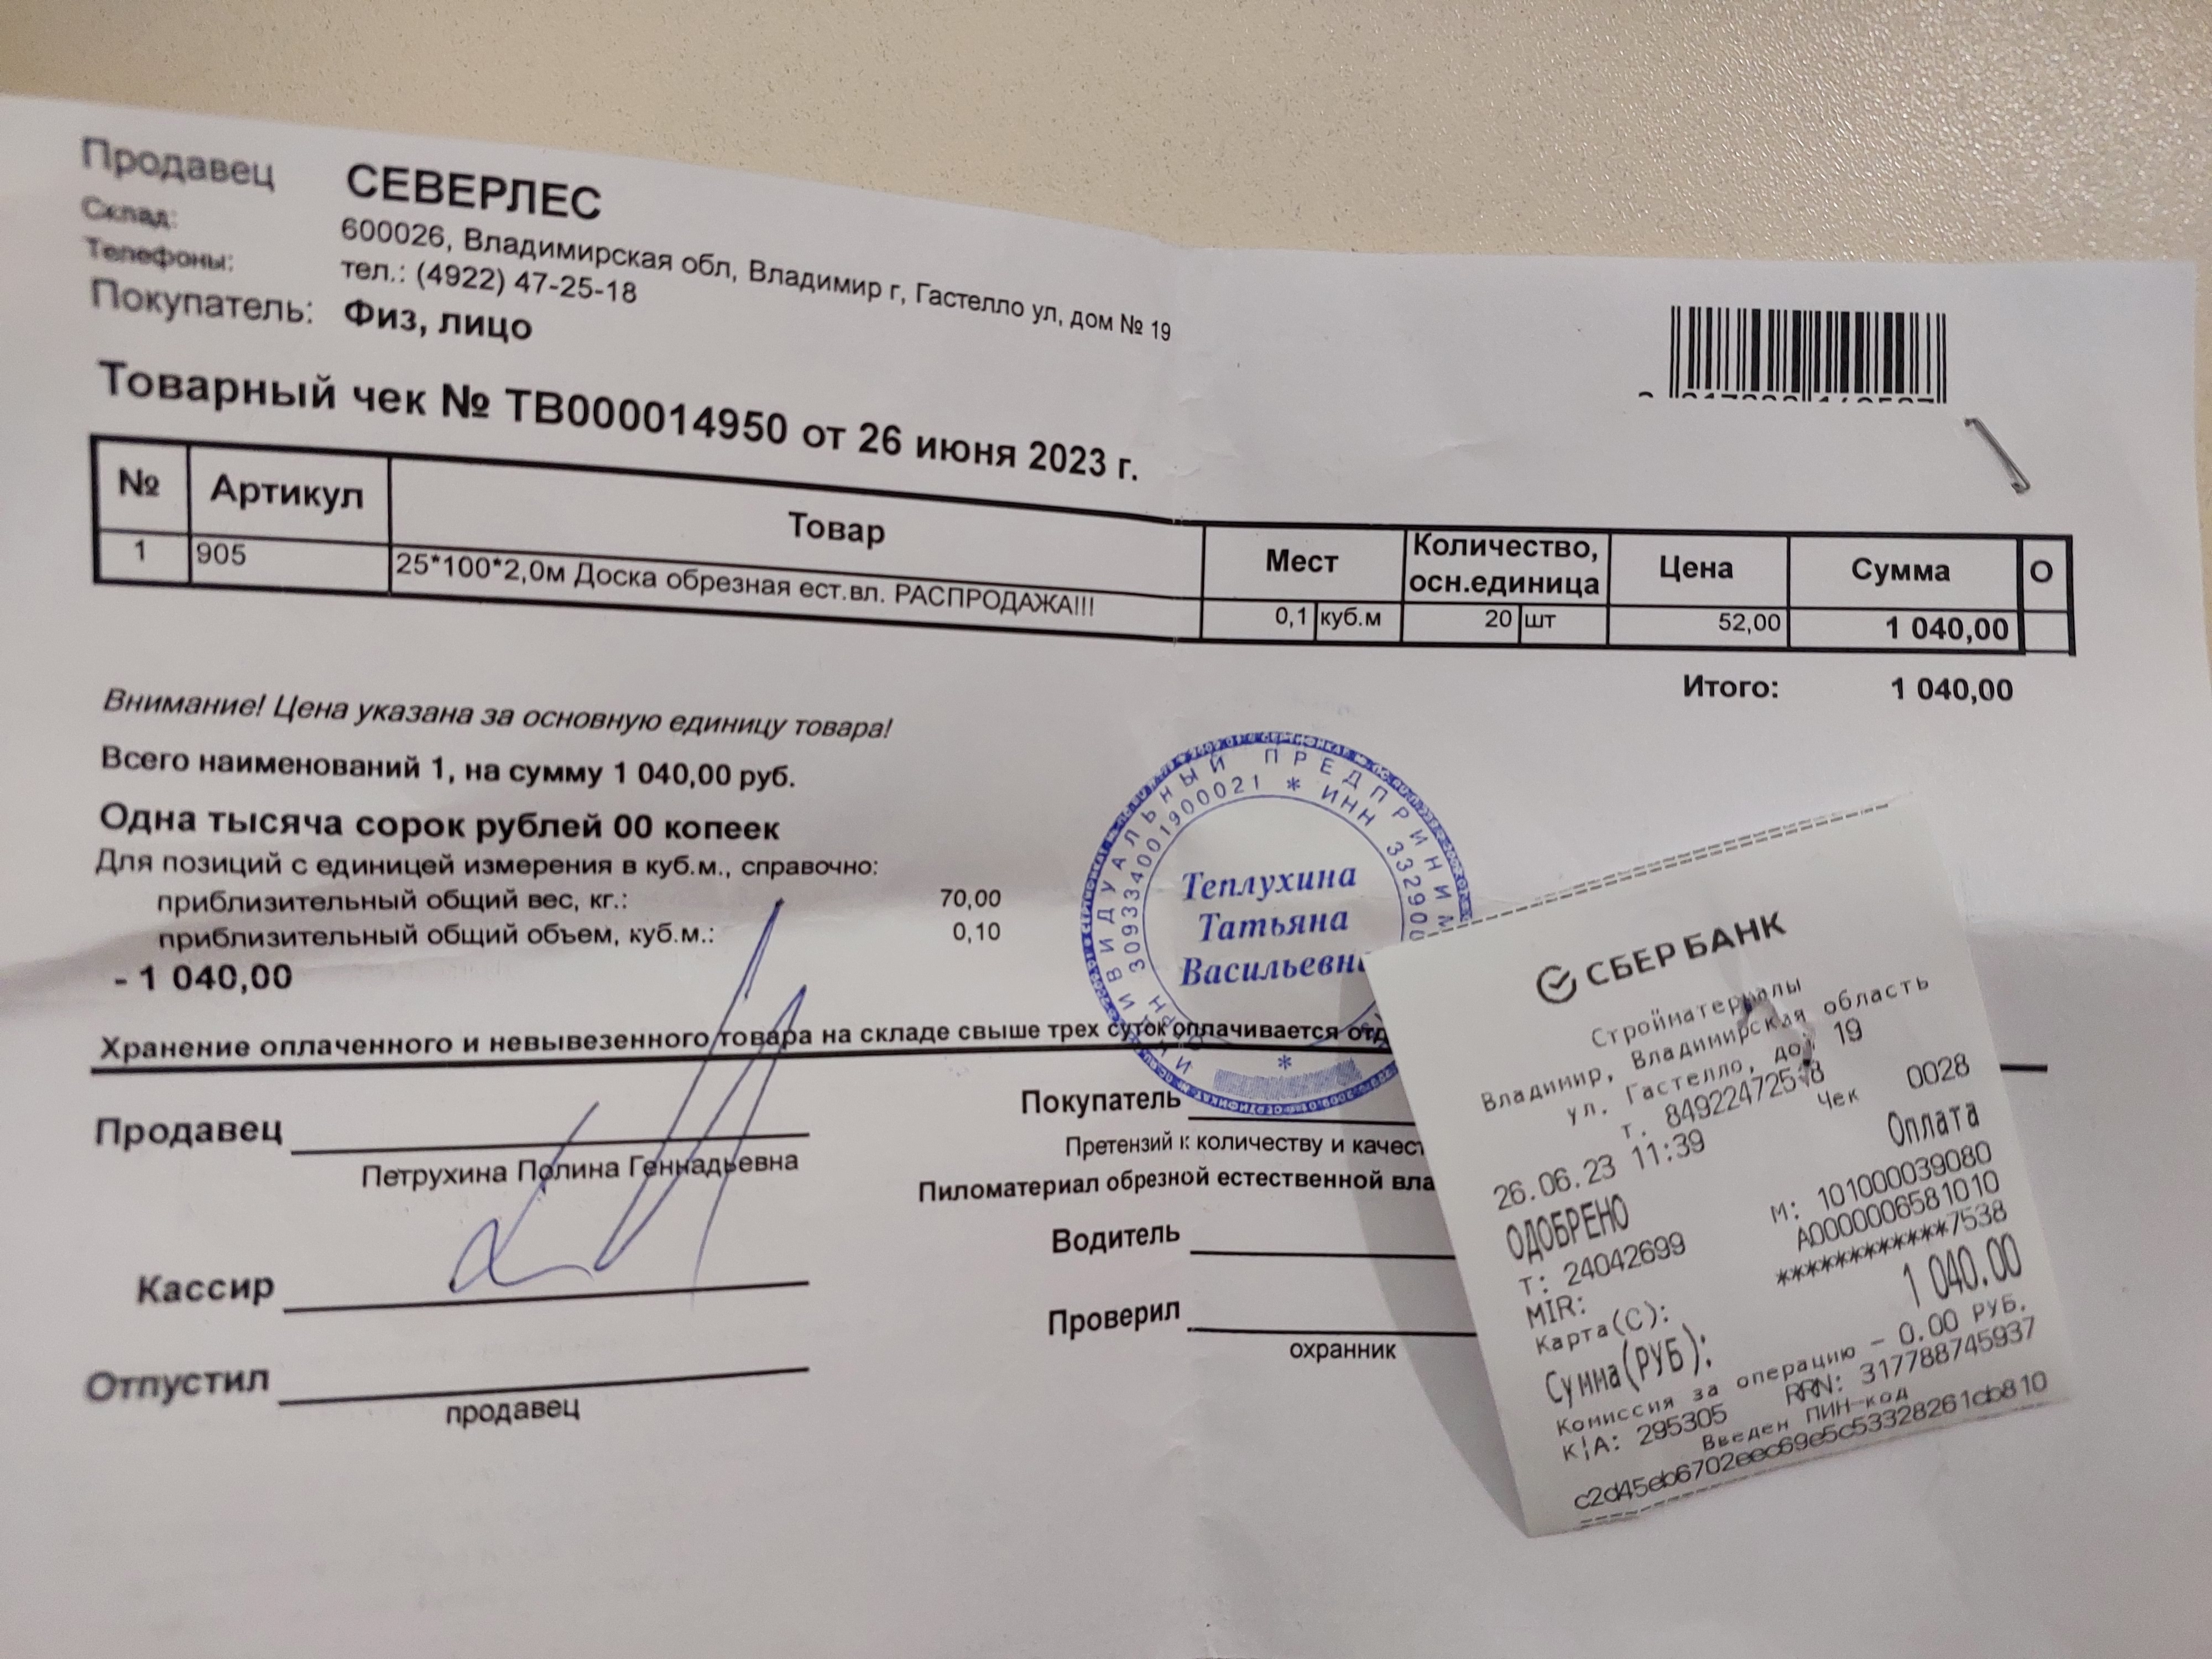 Продавец СЕВЕРЛЕС
Склад: 600026, Владимирская обл, Владимир г, Гастелло ул, дом № 19
Телефоны: тел.: (4922) 47-25-18
Покупатель: Физ, лицо
Товарный чек № ТВ000014950 от 26 июня 2023 г.
№ Артикул Товар Мест Количество, осн.единица Цена Сумма О
1 905 25*100*2,0м Доска обрезная ест.вл. РАСПРОДАЖА!!! 0,1 куб.м 20 шт 52,00 1 040,00
Итого: 1 040,00
Внимание! Цена указана за основную единицу товара!
Всего наименований 1, на сумму 1 040,00 руб.
Одна тысяча сорок рублей 00 копеек
Для позиций с единицей измерения в куб.м., справочно:
приблизительный общий вес, кг.: 70,00
приблизительный общий объем, куб.м.: 0,10
- 1 040,00
Хранение оплаченного и невывезенного товара на складе свыше трех суток оплачивается
Продавец
Петрухина Полина Геннадьевна
Кассир
Отпустил
продавец
Покупатель
Претензий к количеству и
Пиломатериал обрезной естественной
Водитель
Проверил
охранник
ИНДИВИДУАЛЬНЫЙ
309334001900021 * ИНН
Теплухина
Татьяна
Васильевна
СБЕР БАНК
Стройматериалы
Владимир, Владимирская область
ул. Гастелло, дом 19
т. 84922472518
26.06.23 11:39 Чек 0028
ОДОБРЕНО Оплата
Т: 24042699 М: 101000039080
MIR: A0000006581010
Карта(С): ************7538
Сумма(РУБ): 1 040.00
Комиссия за операцию - 0.00 РУБ.
К|А: 295305 RRN: 317788745937
Введен ПИН-код
c2d45eb6702eec69e5c53328261cb810